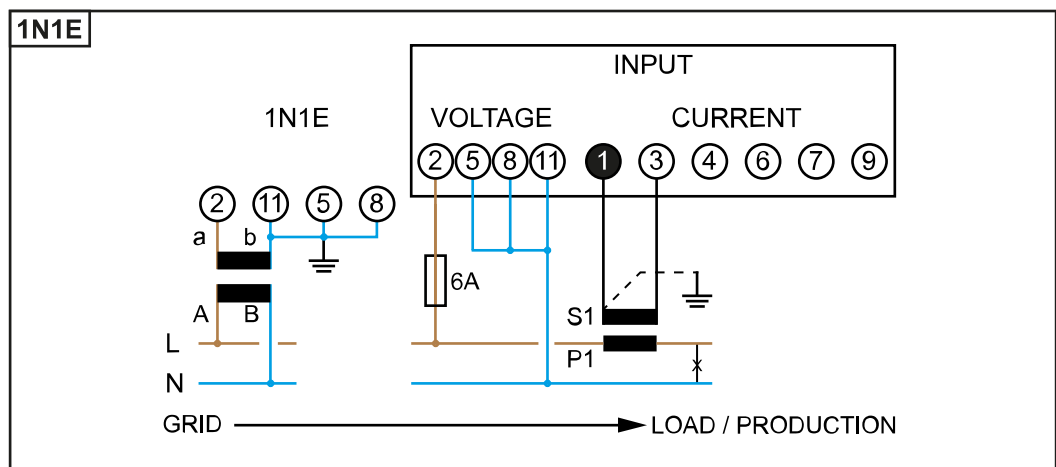 1N1E
INPUT
1N1E
VOLTAGE CURRENT
2 5 8 11 1 3 4 6 7 9
2 11 5 8
a b
6A
A B
S1
L
P1
x
N
GRID LOAD / PRODUCTION